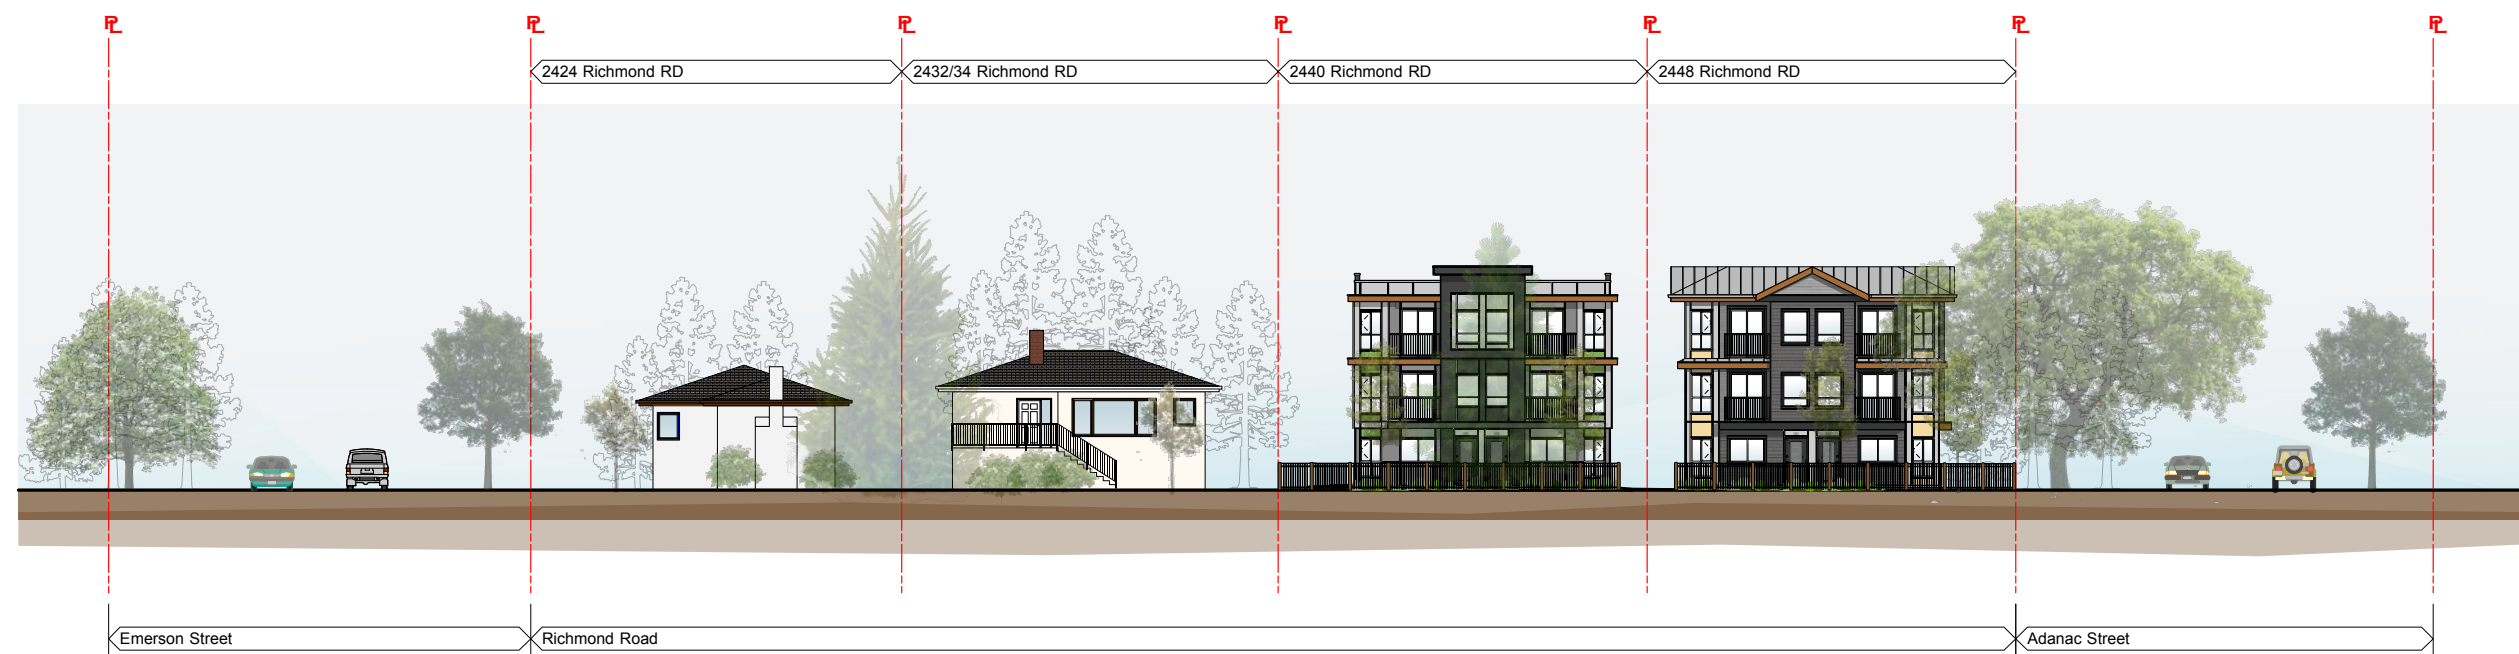 PL PL PL PL PL PL PL
2424 Richmond RD 2432/34 Richmond RD 2440 Richmond RD 2448 Richmond RD
Emerson Street Richmond Road Adanac Street